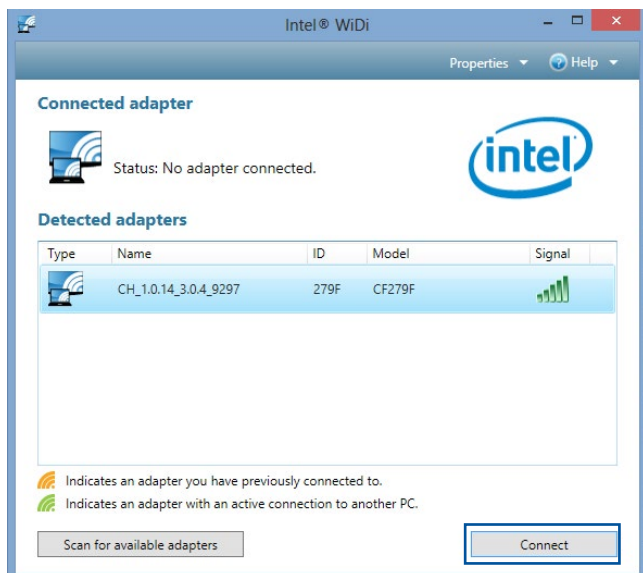 Intel® WiDi
Properties Help
Connected adapter
Status: No adapter connected.
intel
Detected adapters
Type Name ID Model Signal
CH_1.0.14_3.0.4_9297 279F CF279F
Indicates an adapter you have previously connected to.
Indicates an adapter with an active connection to another PC.
Scan for available adapters Connect